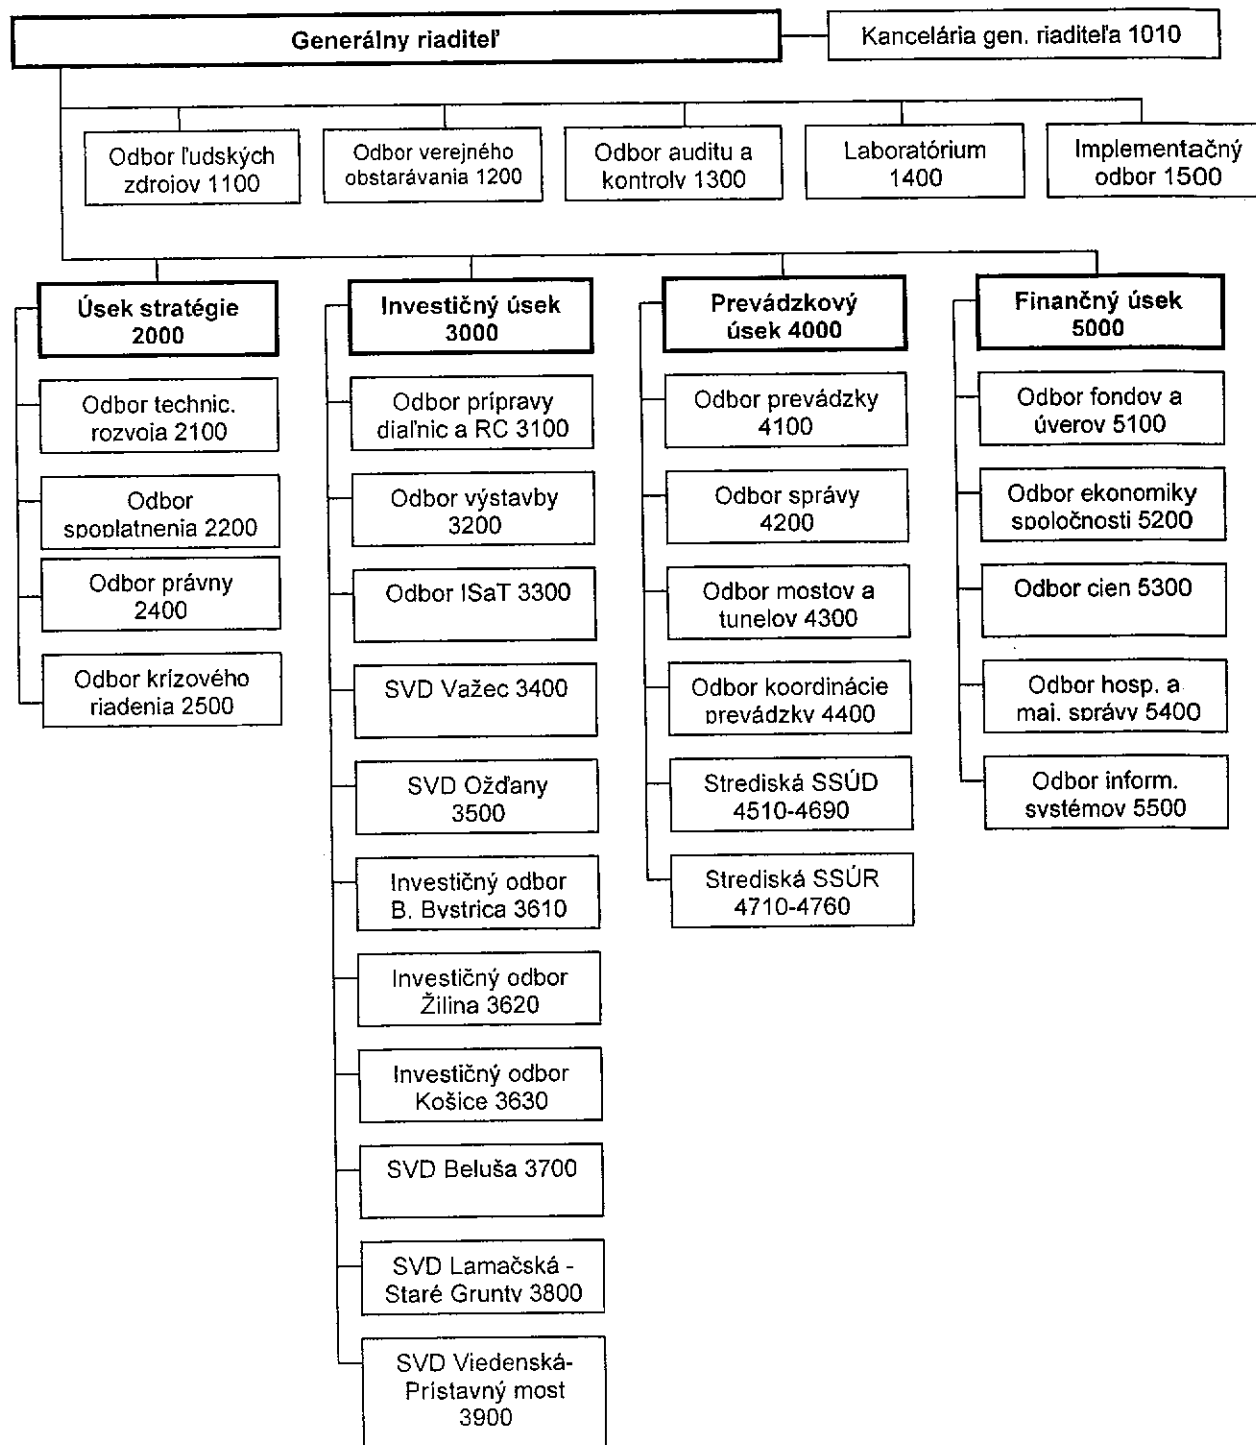 Generálny riaditeľ
Kancelária gen. riaditeľa 1010
Odbor ľudských
zdrojov 1100
Odbor verejného
obstarávania 1200
Odbor auditu a
kontroly 1300
Laboratórium
1400
Implementačný
odbor 1500
Úsek stratégie
2000
Odbor technic.
rozvoja 2100
Odbor
spoplatnenia 2200
Odbor právny
2400
Odbor krízového
riadenia 2500
Investičný úsek
3000
Odbor prípravy
diaľnic a RC 3100
Odbor výstavby
3200
Odbor ISaT 3300
SVD Važec 3400
SVD Ožďany
3500
Investičný odbor
B. Bystrica 3610
Investičný odbor
Žilina 3620
Investičný odbor
Košice 3630
SVD Beluša 3700
SVD Lamačská -
Staré Grunty 3800
SVD Viedenská-
Prístavný most
3900
Prevádzkový
úsek 4000
Odbor prevádzky
4100
Odbor správy
4200
Odbor mostov a
tunelov 4300
Odbor koordinácie
prevádzky 4400
Strediská SSÚD
4510-4690
Strediská SSÚR
4710-4760
Finančný úsek
5000
Odbor fondov a
úverov 5100
Odbor ekonomiky
spoločnosti 5200
Odbor cien 5300
Odbor hosp. a
maj. správy 5400
Odbor inform.
systémov 5500